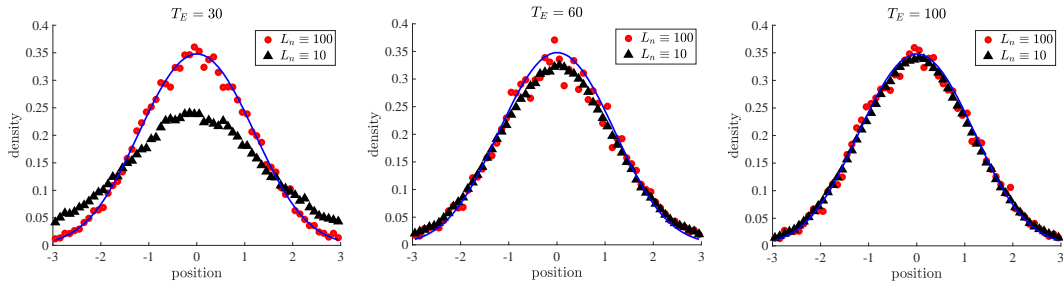 T_E = 30
0.4
0.35
0.3
0.25
0.2
0.15
0.1
0.05
0
density
-3 -2 -1 0 1 2 3
position
L_n ≡ 100
L_n ≡ 10
T_E = 60
0.4
0.35
0.3
0.25
0.2
0.15
0.1
0.05
0
density
-3 -2 -1 0 1 2 3
position
L_n ≡ 100
L_n ≡ 10
T_E = 100
0.4
0.35
0.3
0.25
0.2
0.15
0.1
0.05
0
density
-3 -2 -1 0 1 2 3
position
L_n ≡ 100
L_n ≡ 10